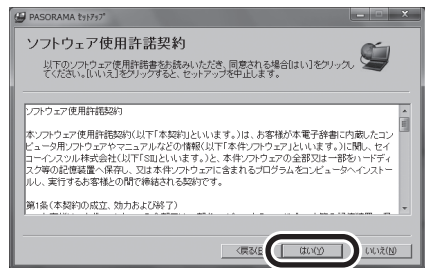 PASORAMA セットアップ
ソフトウェア使用許諾契約
以下のソフトウェア使用許諾書をお読みいただき、同意される場合[はい]をクリックし
てください。[いいえ]をクリックすると、セットアップを中止します。
ソフトウェア使用許諾契約
本ソフトウェア使用許諾契約(以下「本契約」といいます。)は、お客様が本電子辞書に内蔵したコン
ピュータ用ソフトウェアやマニュアルなどの情報(以下「本件ソフトウェア」といいます。)に関し、セイ
コーインスツル株式会社(以下「SII」といいます。)と、本件ソフトウェアの全部又は一部をハードディ
スク等の記憶装置へ保存し、又は本件ソフトウェアに含まれるプログラムをコンピュータへインストー
ルし、実行するお客様との間で締結される契約です。
第1条(本契約の成立、効力および終了)
<戻る(B) はい(Y) いいえ(N)